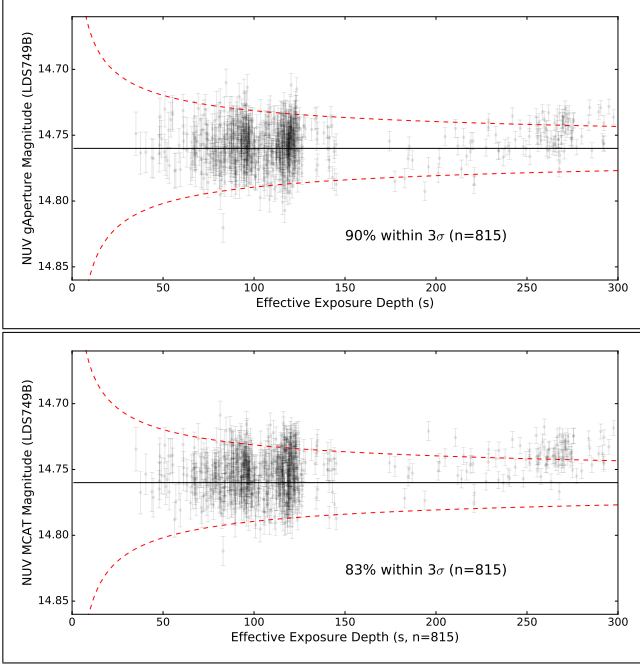 NUV gAperture Magnitude (LDS749B)
14.70
14.75
14.80
14.85
90% within 3σ (n=815)
0 50 100 150 200 250 300
Effective Exposure Depth (s)
NUV MCAT Magnitude (LDS749B)
14.70
14.75
14.80
14.85
83% within 3σ (n=815)
0 50 100 150 200 250 300
Effective Exposure Depth (s, n=815)